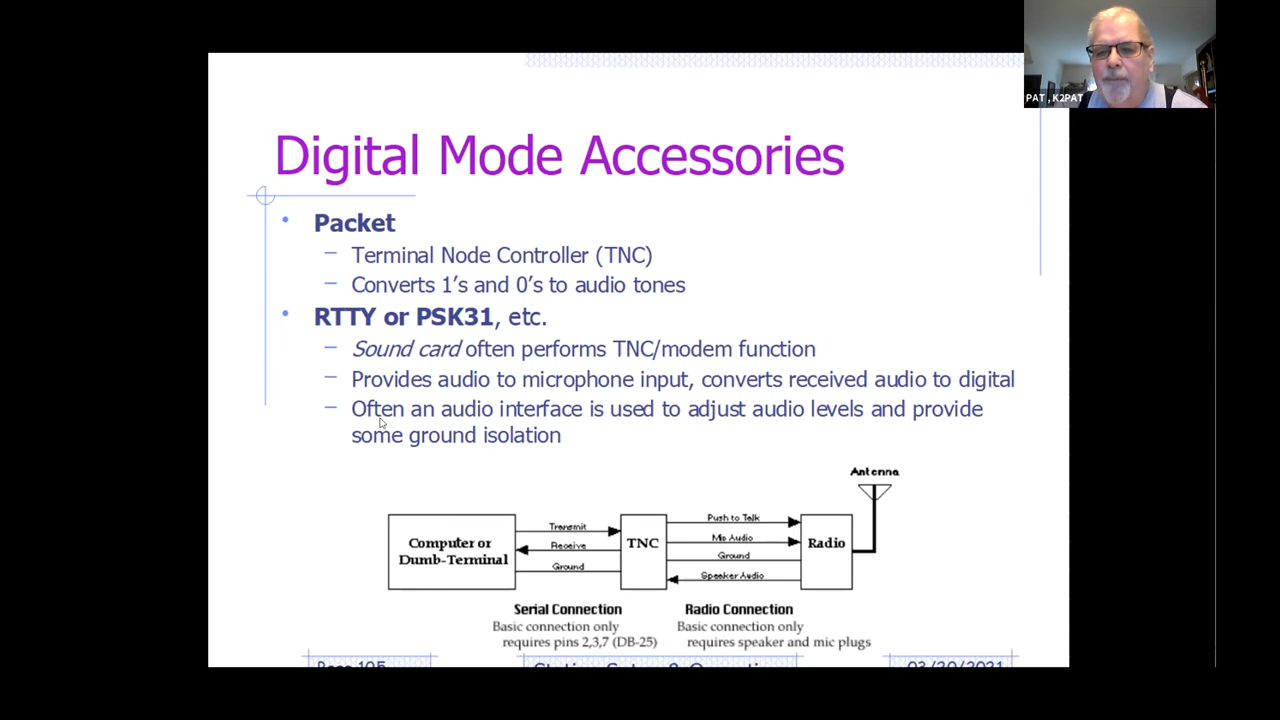 PAT , K2PAT
Digital Mode Accessories
• Packet
– Terminal Node Controller (TNC)
– Converts 1’s and 0’s to audio tones
• RTTY or PSK31, etc.
– Sound card often performs TNC/modem function
– Provides audio to microphone input, converts received audio to digital
– Often an audio interface is used to adjust audio levels and provide
some ground isolation
Antenna
Computer or
Dumb-Terminal
Transmit
Receive
Ground
TNC
Push to Talk
Mic Audio
Ground
Speaker Audio
Radio
Serial Connection
Basic connection only
requires pins 2,3,7 (DB-25)
Radio Connection
Basic connection only
requires speaker and mic plugs
03/20/2021